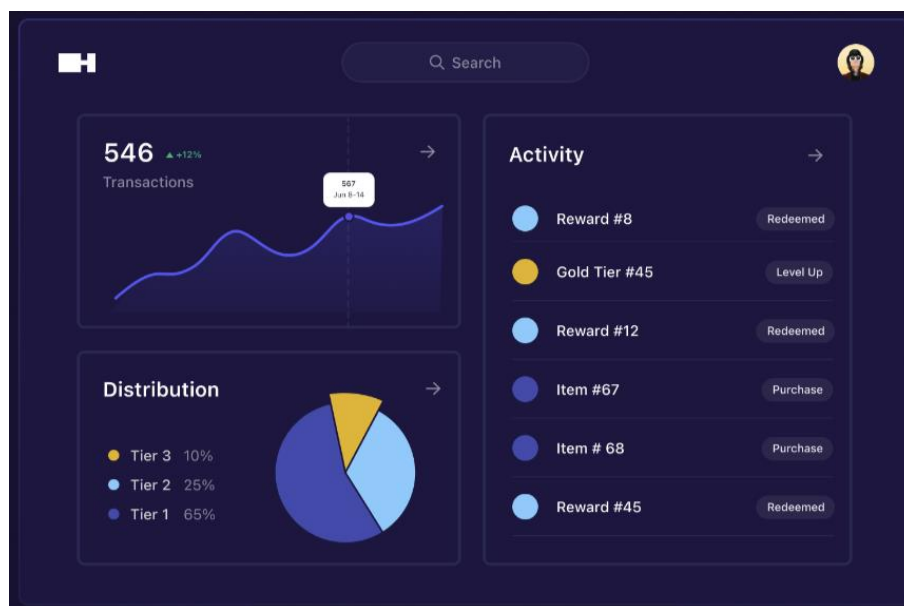 Search
546 +12%
Transactions
567
Jun 8-14
Activity
Reward #8 Redeemed
Gold Tier #45 Level Up
Reward #12 Redeemed
Item #67 Purchase
Item # 68 Purchase
Reward #45 Redeemed
Distribution
Tier 3 10%
Tier 2 25%
Tier 1 65%